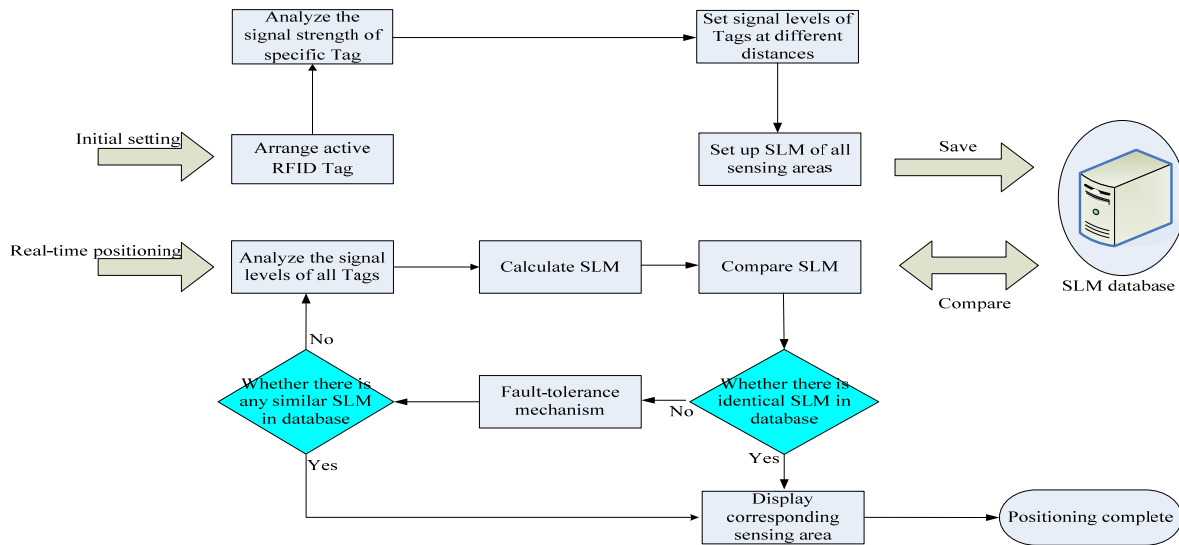 Analyze the
signal strength of
specific Tag
Set signal levels of
Tags at different
distances
Initial setting
Arrange active
RFID Tag
Set up SLM of all
sensing areas
Save
Real-time positioning
Analyze the signal
levels of all Tags
Calculate SLM
Compare SLM
Compare
SLM database
No
Whether there is
any similar SLM
in database
Fault-tolerance
mechanism
No
Whether there is
identical SLM in
database
Yes
Yes
Display
corresponding
sensing area
Positioning complete